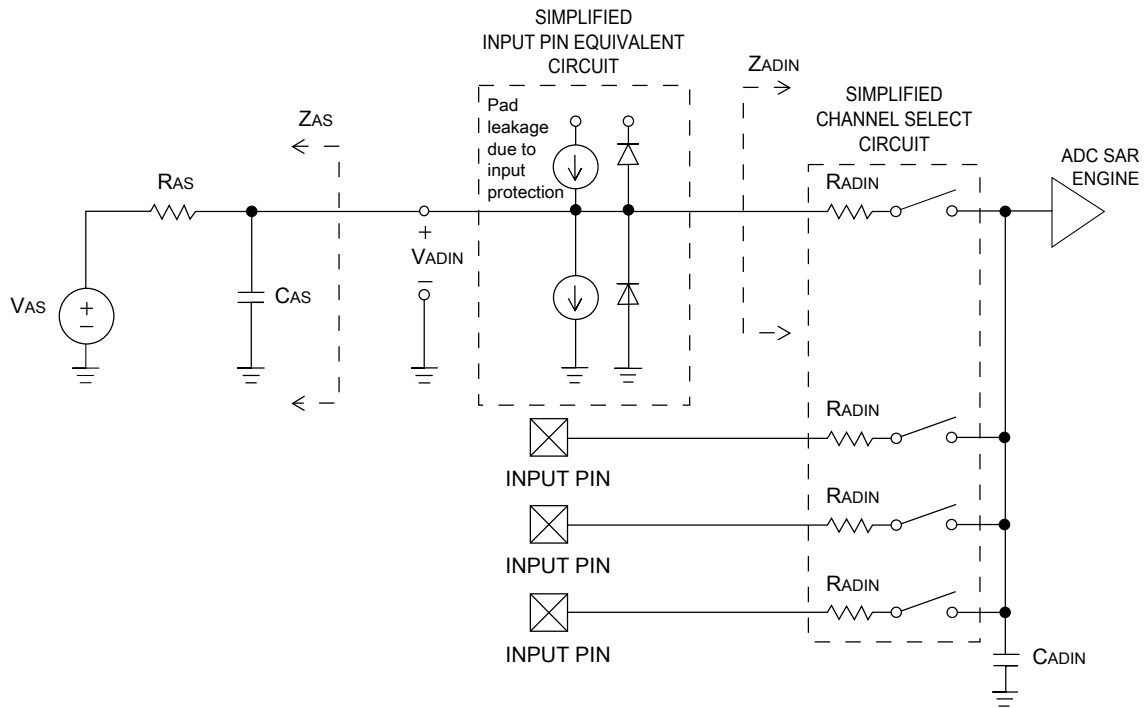 SIMPLIFIED
INPUT PIN EQUIVALENT
CIRCUIT
ZADIN
SIMPLIFIED
CHANNEL SELECT
CIRCUIT
ADC SAR
ENGINE
Pad
leakage
due to
input
protection
ZAS
RAS
RADIN
+
VADIN
–
VAS
+
–
CAS
RADIN
INPUT PIN
RADIN
INPUT PIN
RADIN
INPUT PIN
CADIN